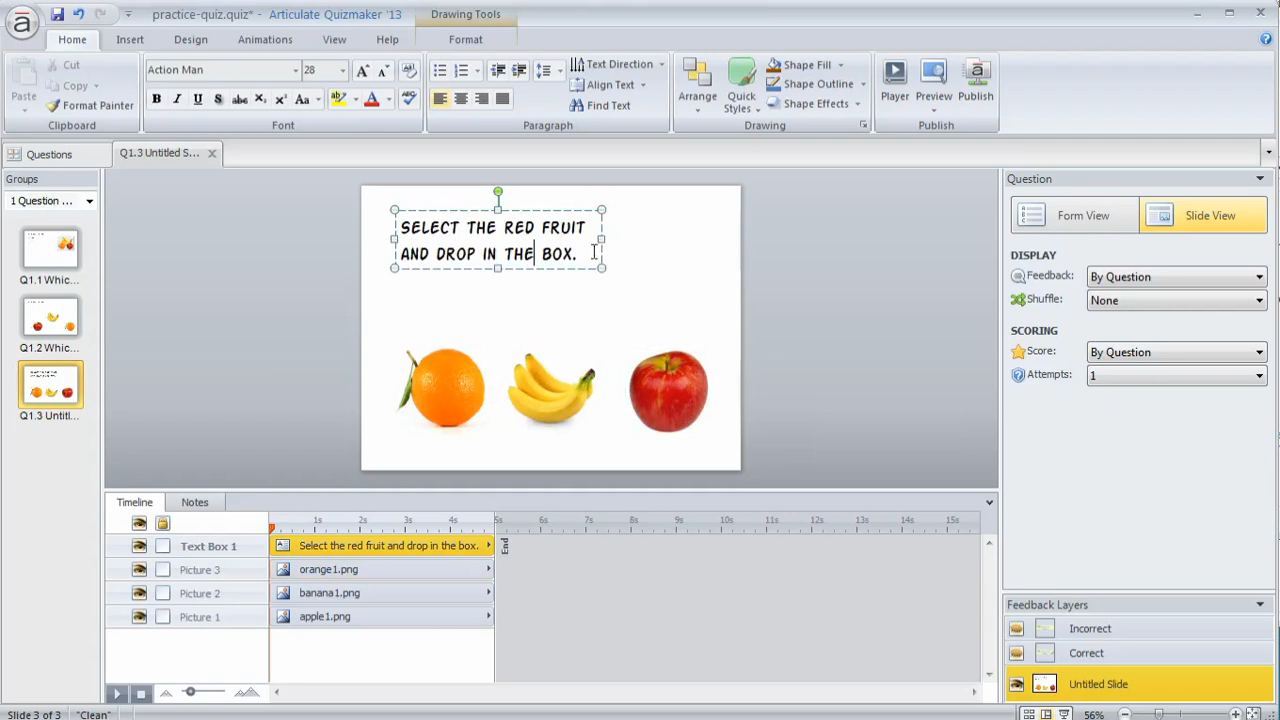 practice-quiz.quiz* - Articulate Quizmaker '13
Drawing Tools
Home
Insert
Design
Animations
View
Help
Format
Paste
Cut
Copy
Format Painter
Clipboard
Action Man
28
Font
Text Direction
Align Text
Find Text
Paragraph
Arrange
Quick
Styles
Shape Fill
Shape Outline
Shape Effects
Drawing
Player
Preview
Publish
Publish
Questions
Q1.3 Untitled S...
Groups
1 Question ...
Q1.1 Whic...
Q1.2 Whic...
Q1.3 Untitl...
SELECT THE RED FRUIT
AND DROP IN THE BOX.
Question
Form View
Slide View
DISPLAY
Feedback: By Question
Shuffle: None
SCORING
Score: By Question
Attempts: 1
Timeline
Notes
1s 2s 3s 4s 5s 6s 7s 8s 9s 10s 11s 12s 13s 14s 15s
Text Box 1 Select the red fruit and drop in the box.
End
Picture 3 orange1.png
Picture 2 banana1.png
Picture 1 apple1.png
Feedback Layers
Incorrect
Correct
Untitled Slide
Slide 3 of 3
"Clean"
56%